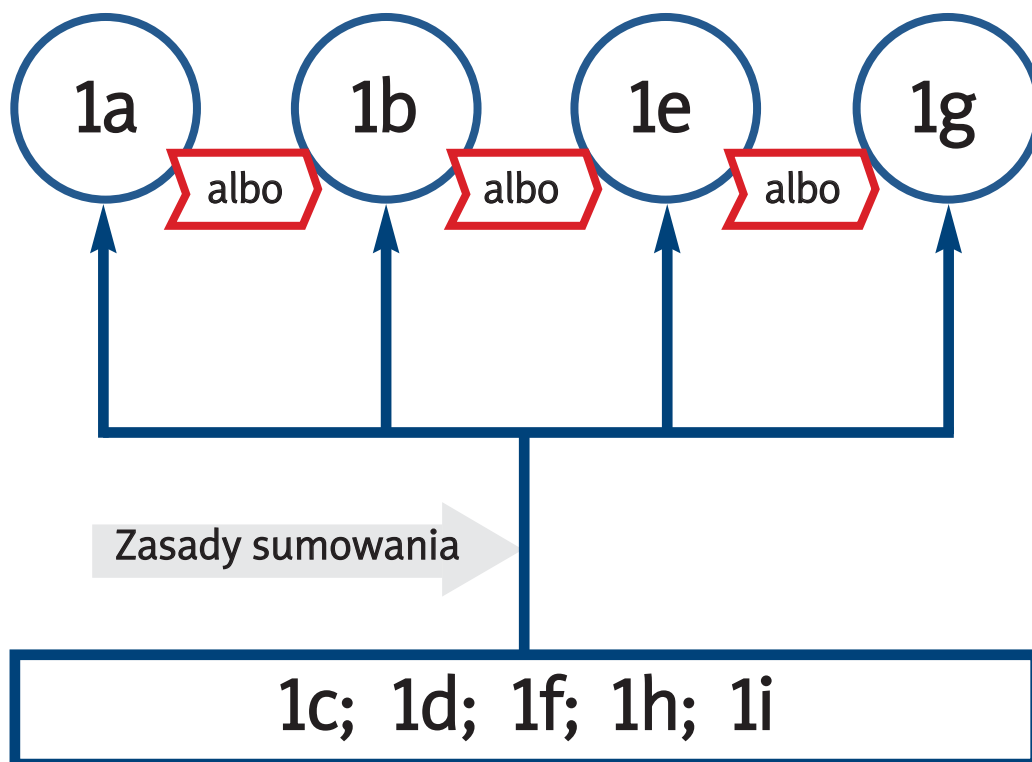 1a 1b 1e 1g
albo albo albo
Zasady sumowania
1c; 1d; 1f; 1h; 1i